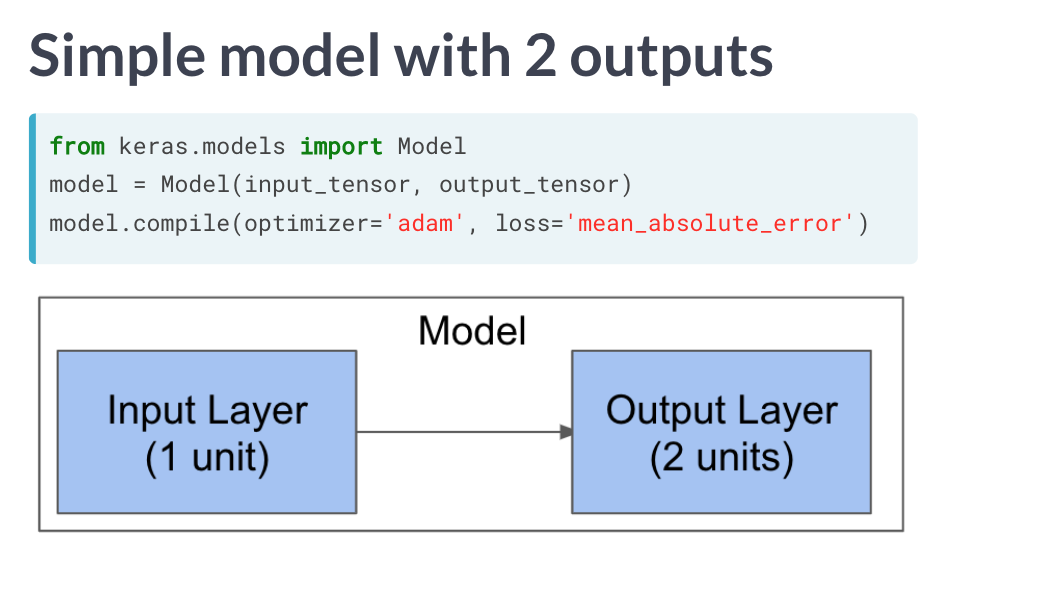 Simple model with 2 outputs
from keras.models import Model
model = Model(input_tensor, output_tensor)
model.compile(optimizer='adam', loss='mean_absolute_error')
Model
Input Layer
(1 unit)
Output Layer
(2 units)